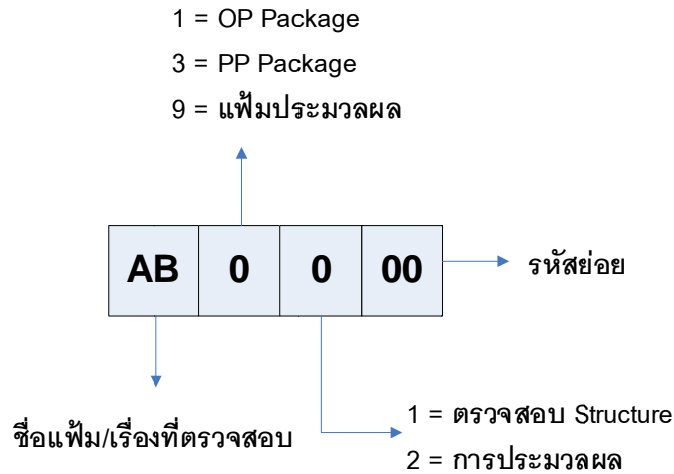 1 = OP Package
3 = PP Package
9 = แฟ้มประมวลผล
AB 0 0 00
รหัสย่อย
ชื่อแฟ้ม/เรื่องที่ตรวจสอบ
1 = ตรวจสอบ Structure
2 = การประมวลผล